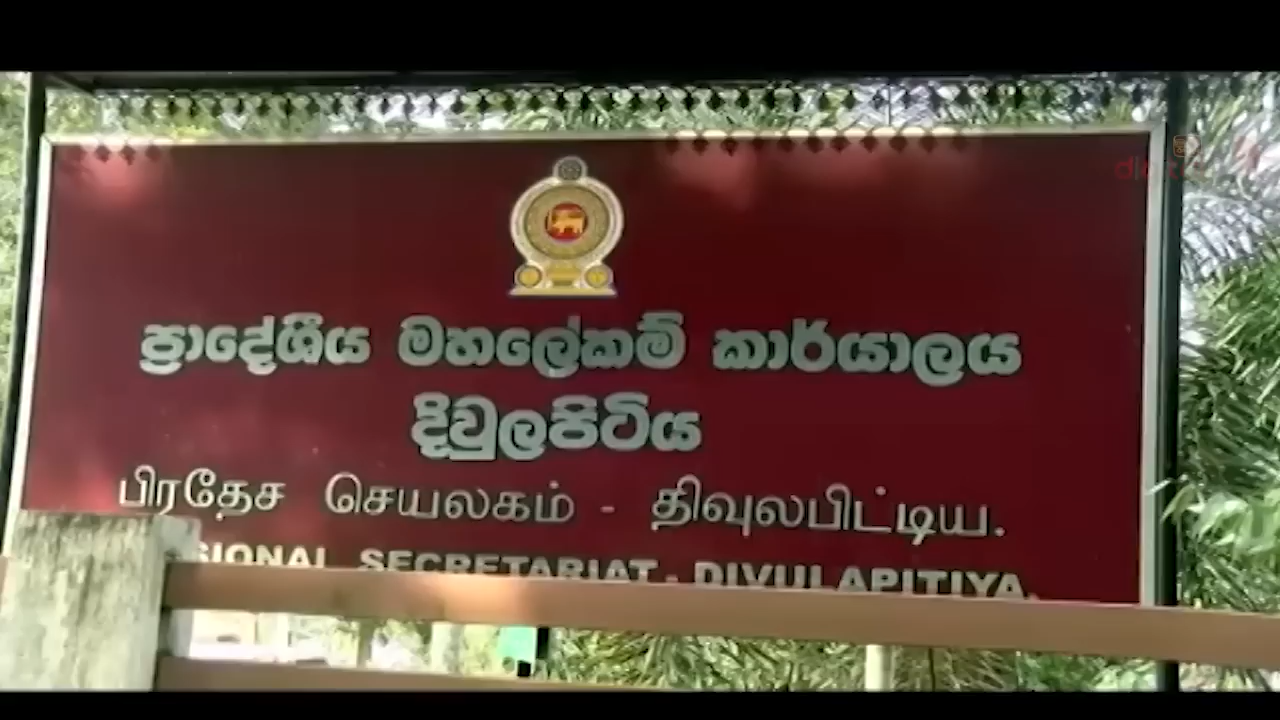 ප්‍රාදේශීය මහලේකම් කාර්යාලය
දිවුලපිටිය
பிரதேச செயலகம் - திவுலபிட்டிய.
SECRETARIAT - DIVULAPITIYA.